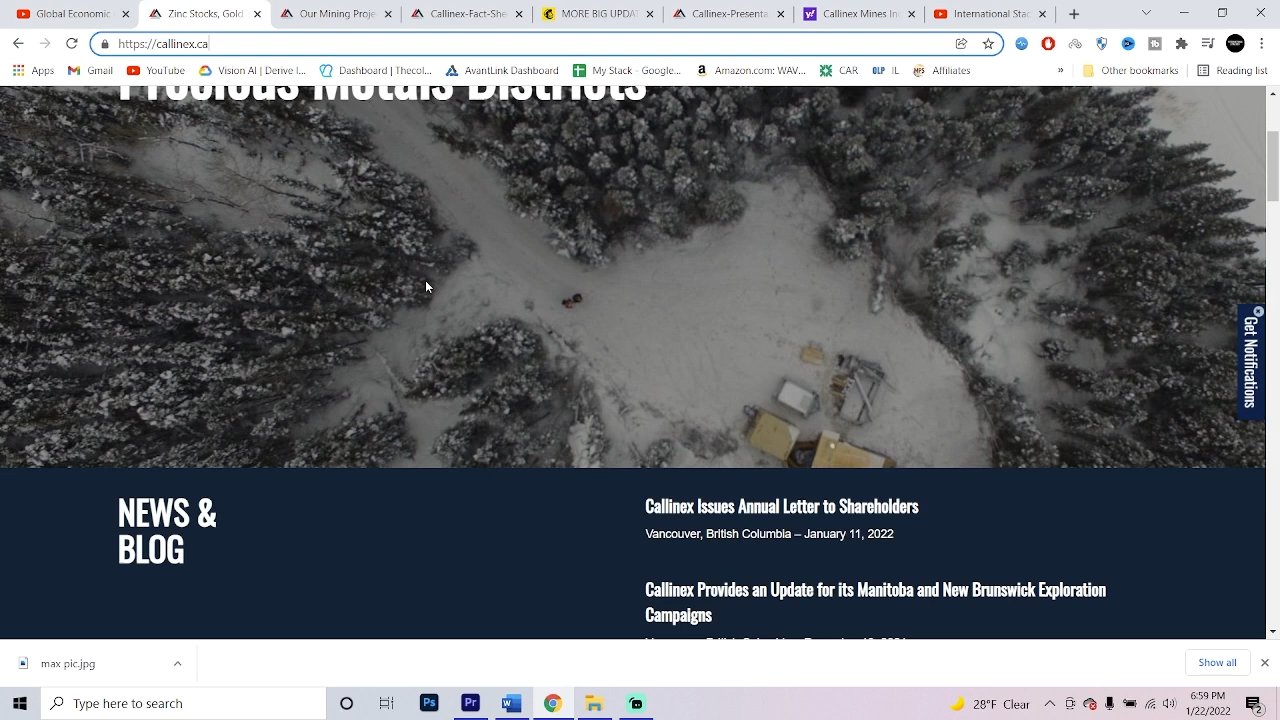 Global Economic
Zinc Stocks, Gold
Our Mining Proje
Callinex-Fact-She
MORE BIG UPDAT
Callinex-Presenta
Callinex Mines In
International Stac
https://callinex.ca
Apps
Gmail
YouTube
Vision AI | Derive I...
Dashboard | Thecol...
AvantLink Dashboard
My Stack - Google...
Amazon.com: WAV...
CAR
IL
Affiliates
»
Other bookmarks
Reading list
Precious Metals Districts
Get Notifications
NEWS &
BLOG
Callinex Issues Annual Letter to Shareholders
Vancouver, British Columbia – January 11, 2022
Callinex Provides an Update for its Manitoba and New Brunswick Exploration
Campaigns
max pic.jpg
Show all
Type here to search
28°F Clear
6:59 PM
1/22/2022